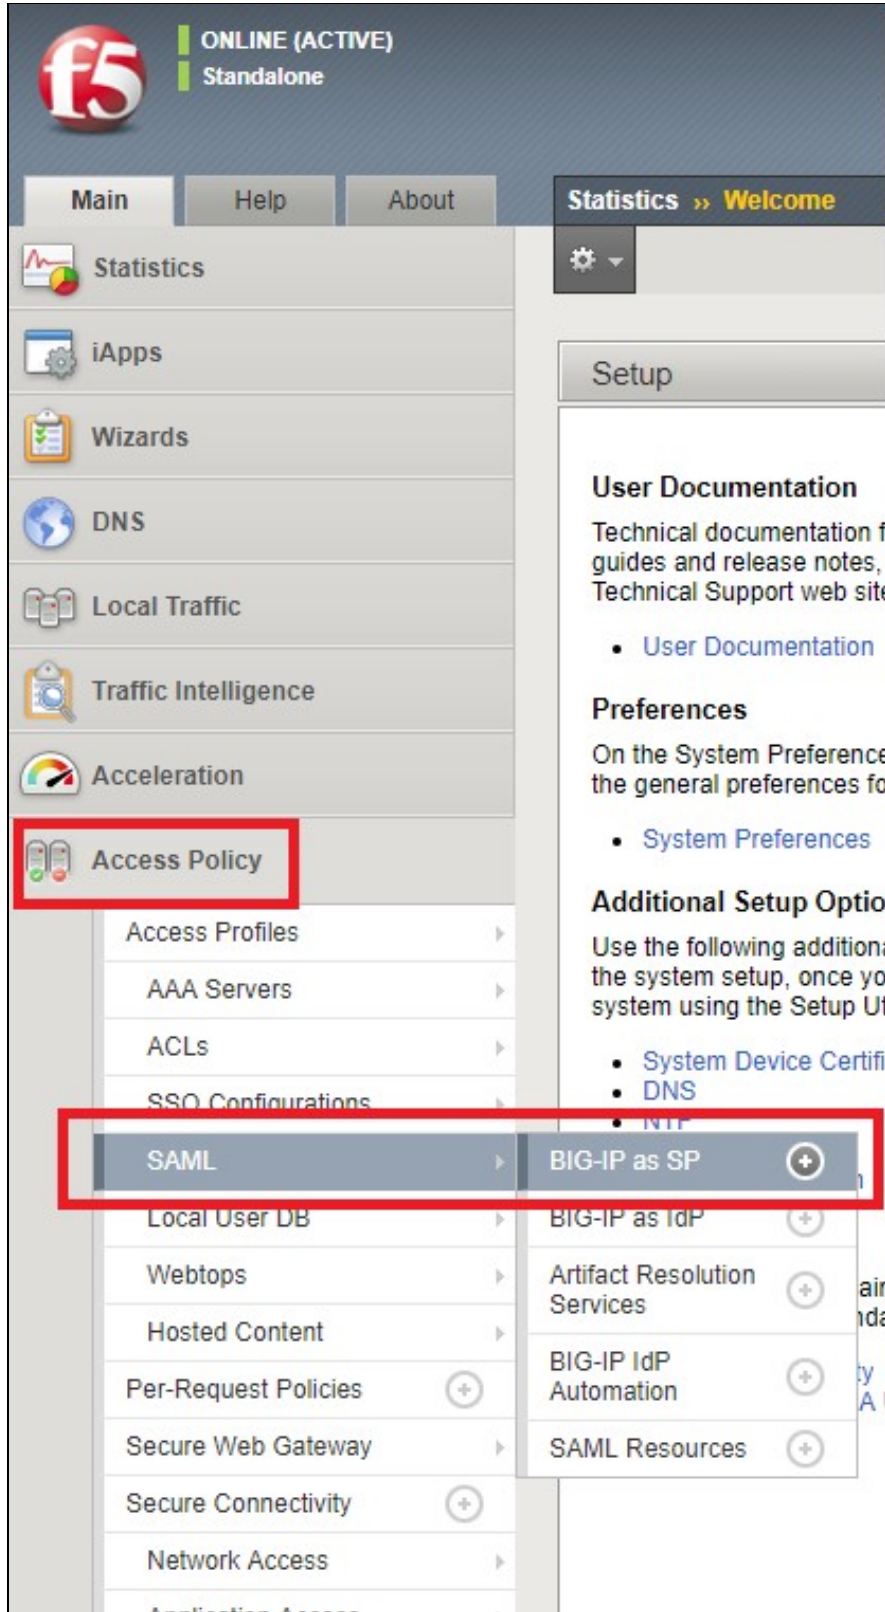 f5
ONLINE (ACTIVE)
Standalone
Main
Help
About
Statistics ›› Welcome
Statistics
iApps
Wizards
DNS
Local Traffic
Traffic Intelligence
Acceleration
Access Policy
Access Profiles
AAA Servers
ACLs
SSO Configurations
SAML
Local User DB
Webtops
Hosted Content
Per-Request Policies
Secure Web Gateway
Secure Connectivity
Network Access
Application Access
BIG-IP as SP
BIG-IP as IdP
Artifact Resolution
Services
BIG-IP IdP
Automation
SAML Resources
Setup
User Documentation
Technical documentation f
guides and release notes,
Technical Support web site
• User Documentation
Preferences
On the System Preference
the general preferences fo
• System Preferences
Additional Setup Optio
Use the following additiona
the system setup, once yo
system using the Setup Ut
• System Device Certifi
• DNS
• NTP